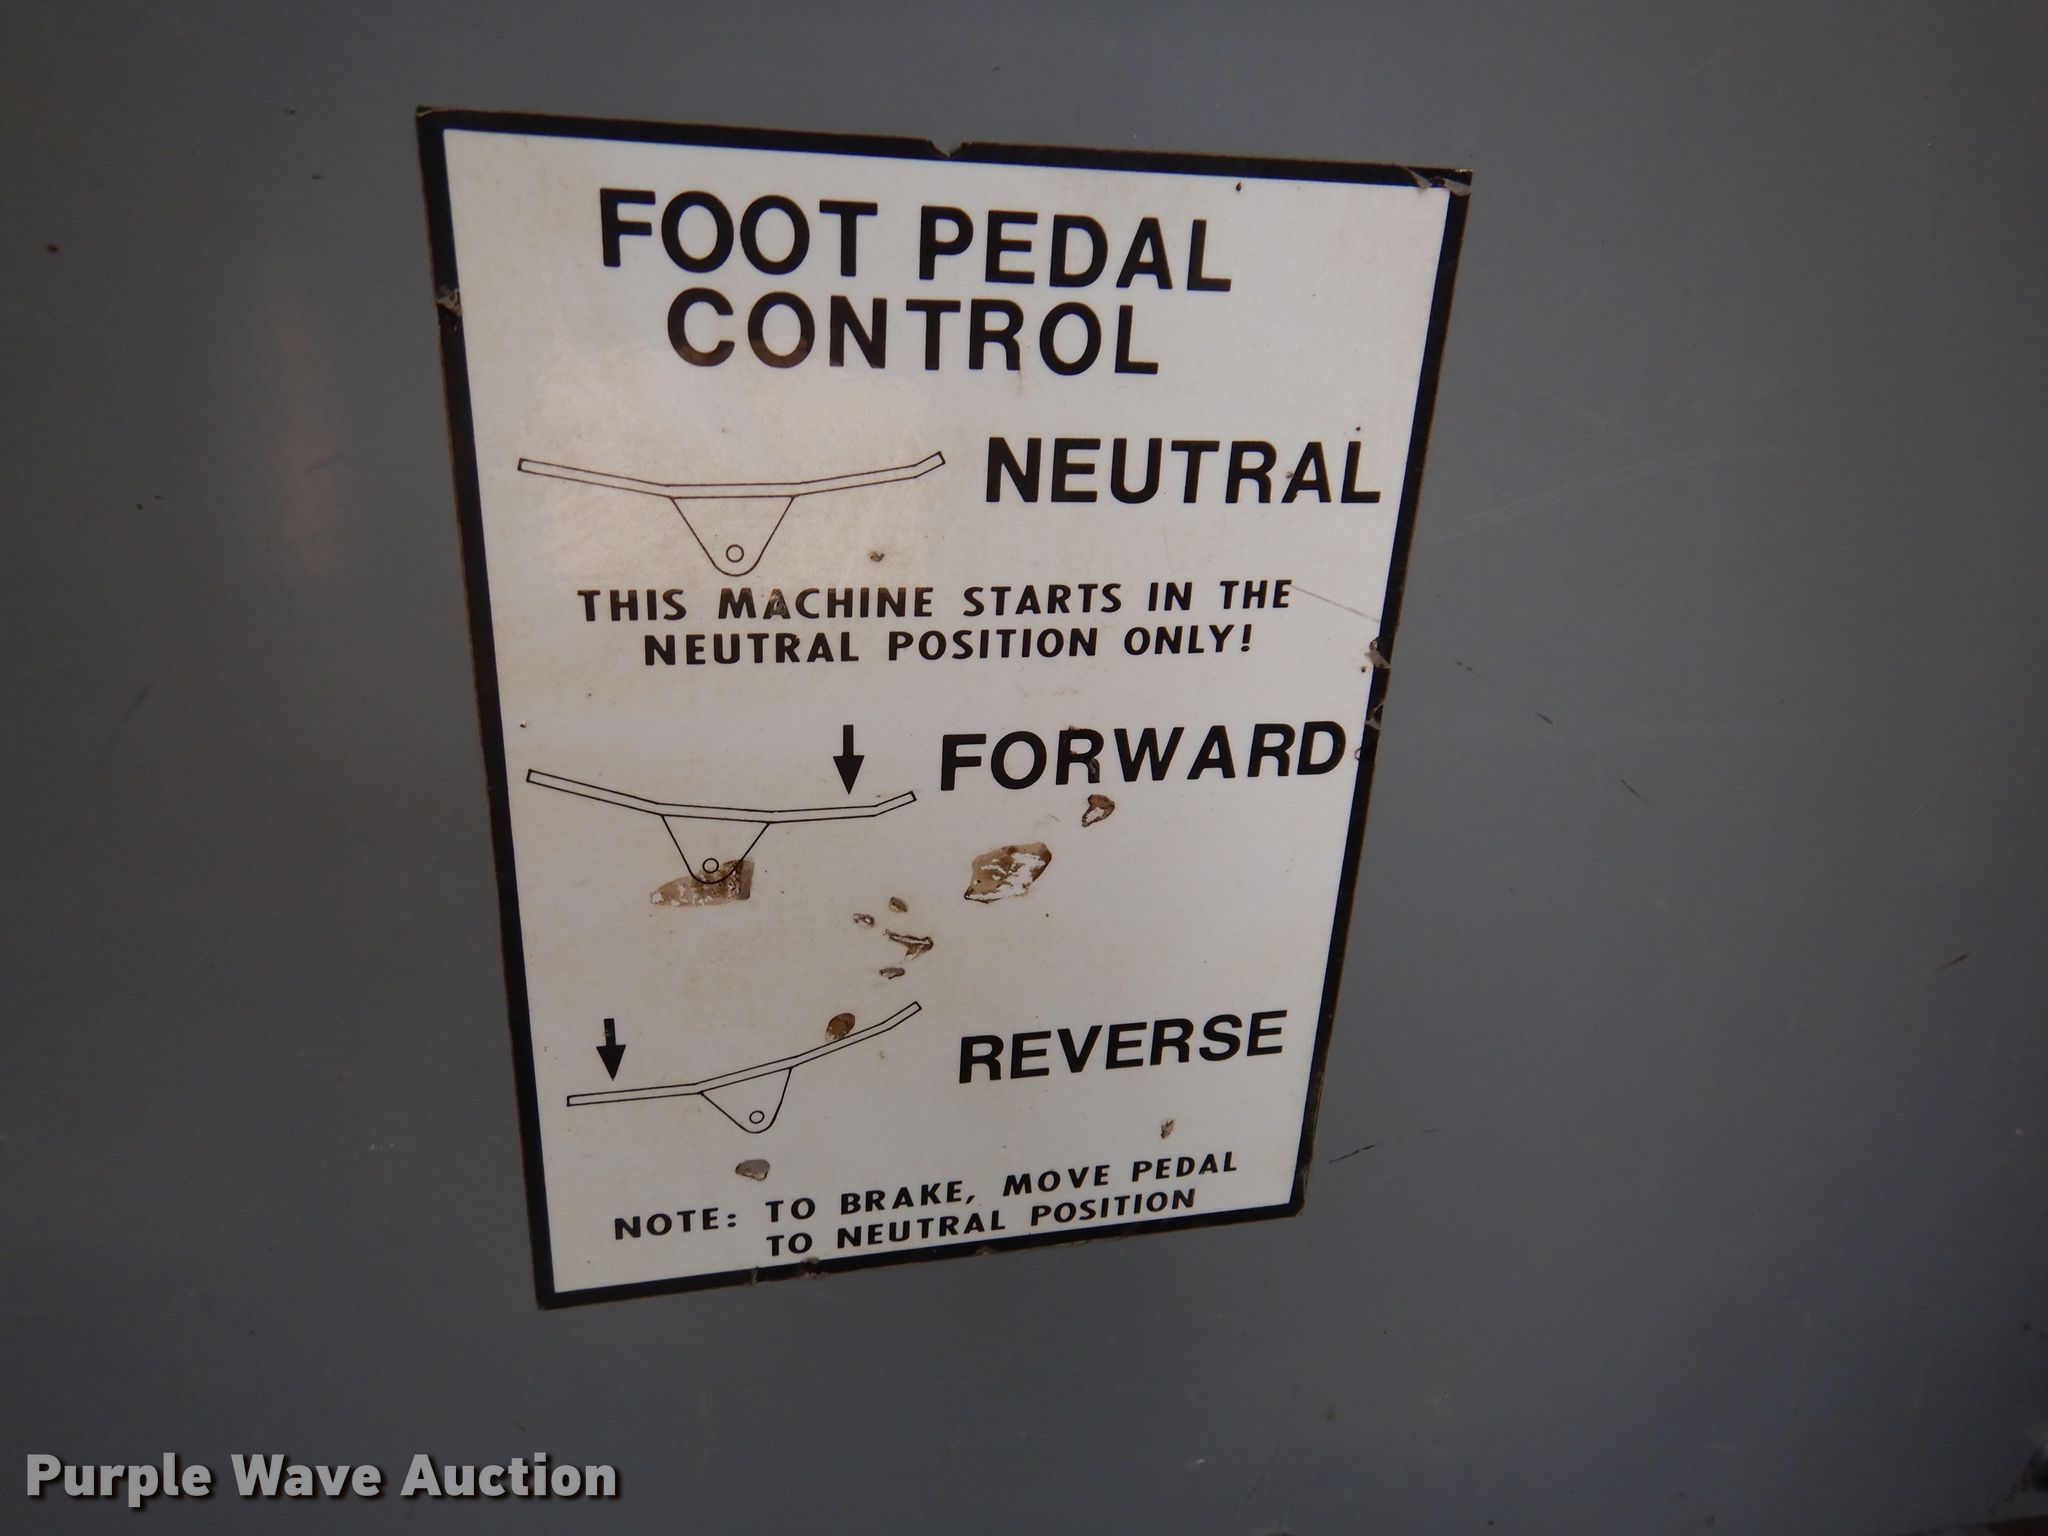 FOOT PEDAL
CONTROL
NEUTRAL
THIS MACHINE STARTS IN THE
NEUTRAL POSITION ONLY!
FORWARD
REVERSE
NOTE: TO BRAKE, MOVE PEDAL
TO NEUTRAL POSITION
Purple Wave Auction